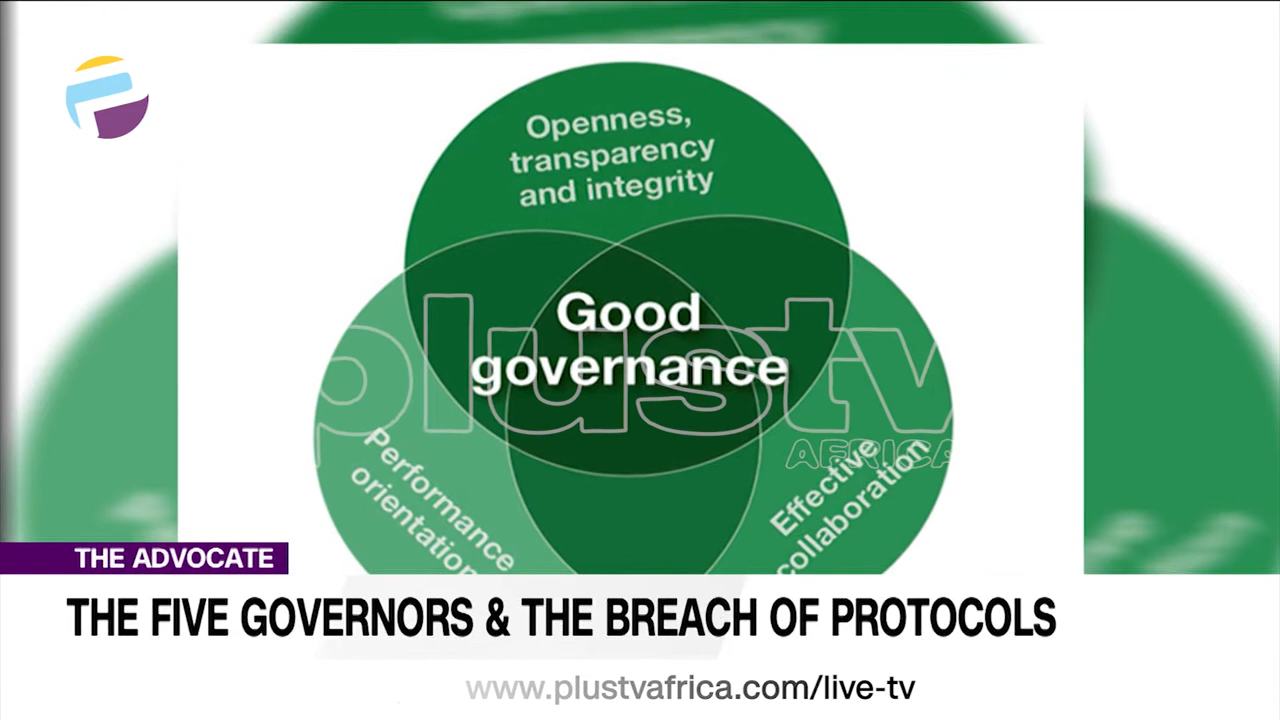 Openness,
transparency
and integrity
Good
governance
plustv
AFRICA
Performance
orientation
Effective
collaboration
THE ADVOCATE
THE FIVE GOVERNORS & THE BREACH OF PROTOCOLS
www.plustvafrica.com/live-tv